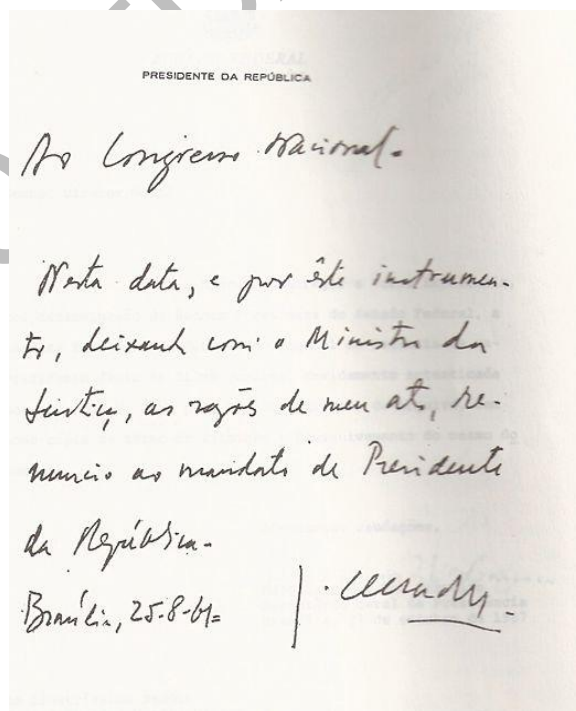 PRESIDENTE DA REPÚBLICA
Ao Congresso Nacional.
Nesta data, e por êste instrumen-
to, deixando com o Ministro da
Justiça, as razões de meu ato, re-
nuncio ao mandato de Presidente
da República.
Brasília, 25-8-61=
J. Quadros.